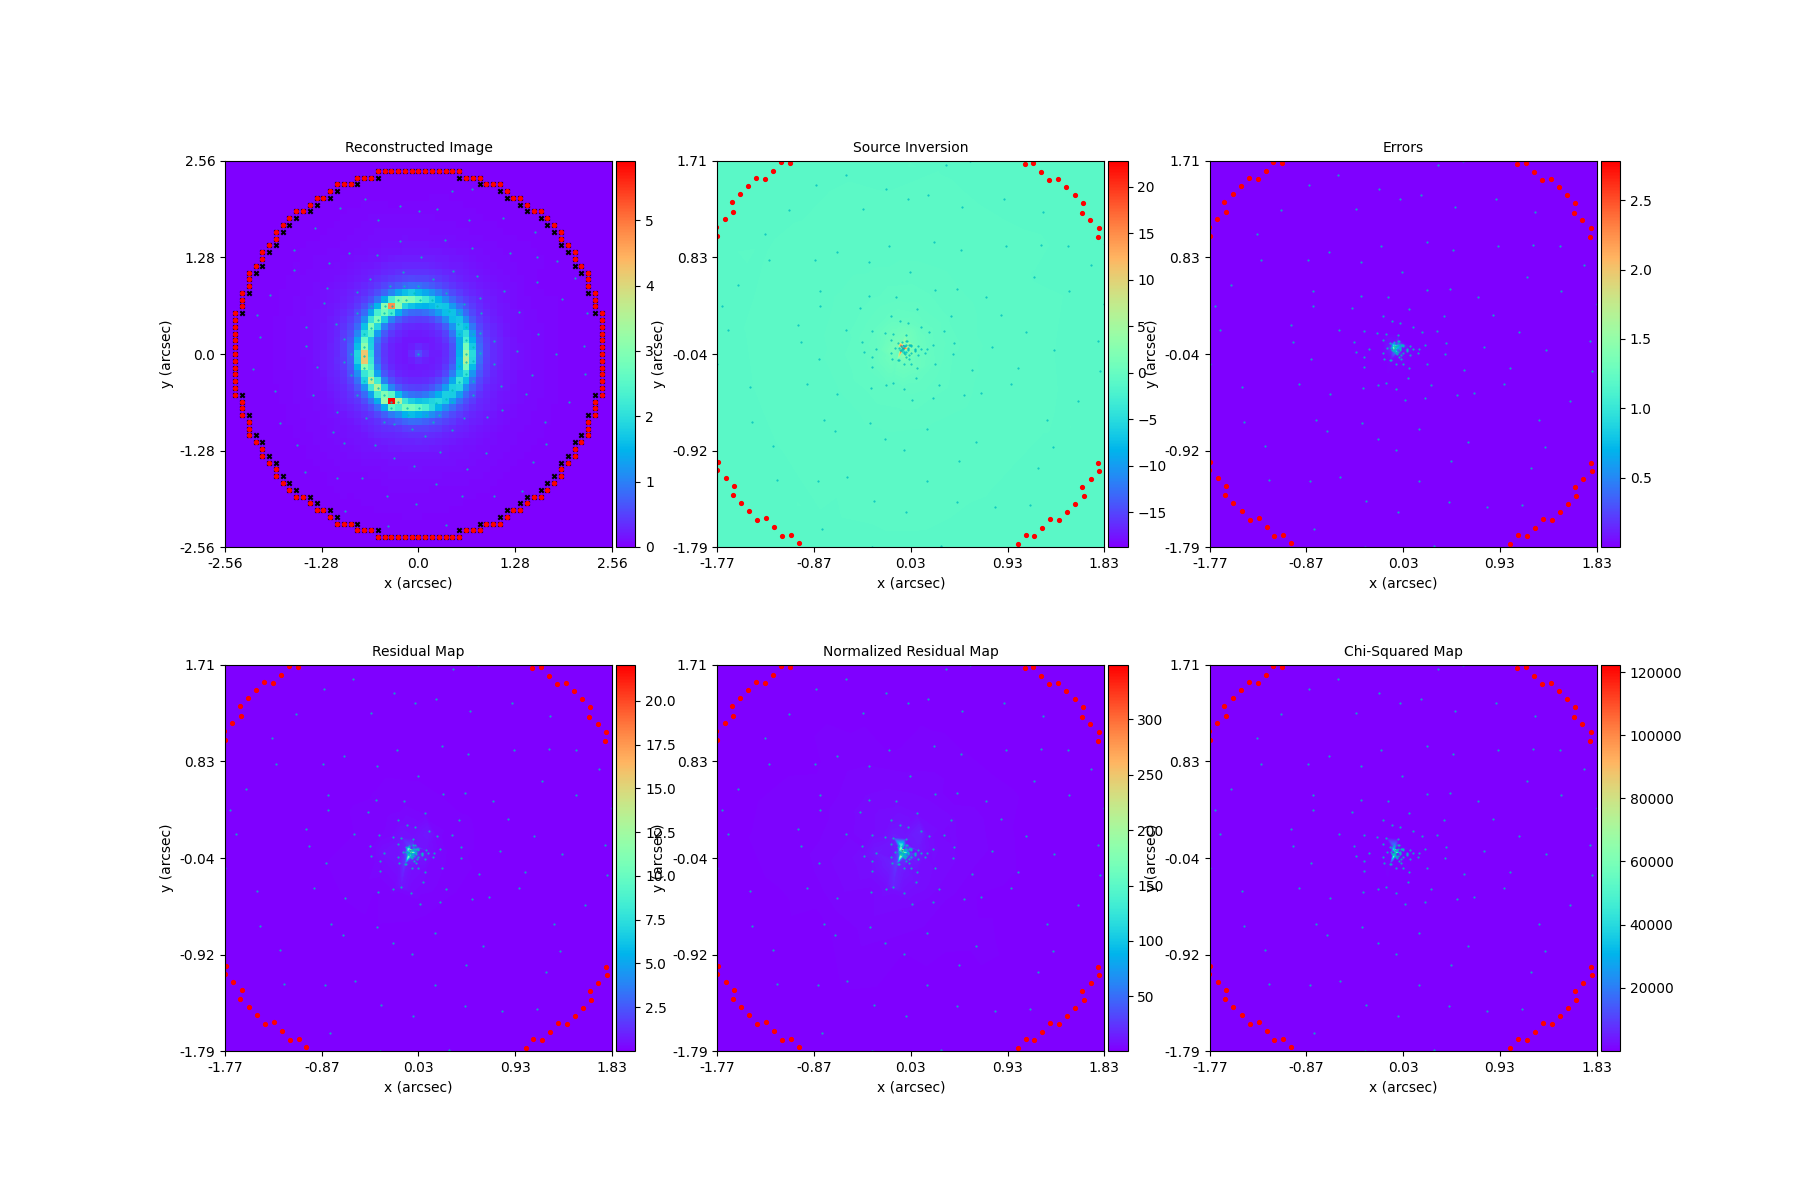 Reconstructed Image
2.56
1.28
0.0
-1.28
-2.56
-2.56 -1.28 0.0 1.28 2.56
x (arcsec)
y (arcsec)
5
4
3
2
1
0
Source Inversion
1.71
0.83
-0.04
-0.92
-1.79
-1.77 -0.87 0.03 0.93 1.83
x (arcsec)
y (arcsec)
20
15
10
5
0
−5
−10
−15
Errors
1.71
0.83
-0.04
-0.92
-1.79
-1.77 -0.87 0.03 0.93 1.83
x (arcsec)
y (arcsec)
2.5
2.0
1.5
1.0
0.5
Residual Map
1.71
0.83
-0.04
-0.92
-1.79
-1.77 -0.87 0.03 0.93 1.83
x (arcsec)
y (arcsec)
20.0
17.5
15.0
12.5
10.0
7.5
5.0
2.5
Normalized Residual Map
1.71
0.83
-0.04
-0.92
-1.79
-1.77 -0.87 0.03 0.93 1.83
x (arcsec)
y (arcsec)
300
250
200
150
100
50
Chi-Squared Map
1.71
0.83
-0.04
-0.92
-1.79
-1.77 -0.87 0.03 0.93 1.83
x (arcsec)
y (arcsec)
120000
100000
80000
60000
40000
20000